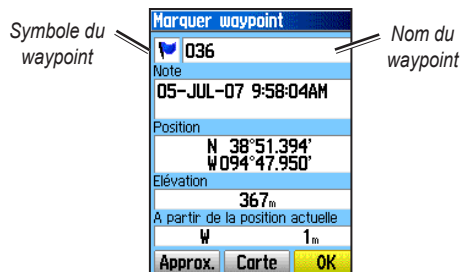 Marquer waypoint
Symbole du
waypoint
036
Nom du
waypoint
Note
05-JUL-07 9:58:04AM
Position
N 38°51.394'
W094°47.950'
Elévation
367m
A partir de la position actuelle
W 1m
Approx. Carte OK